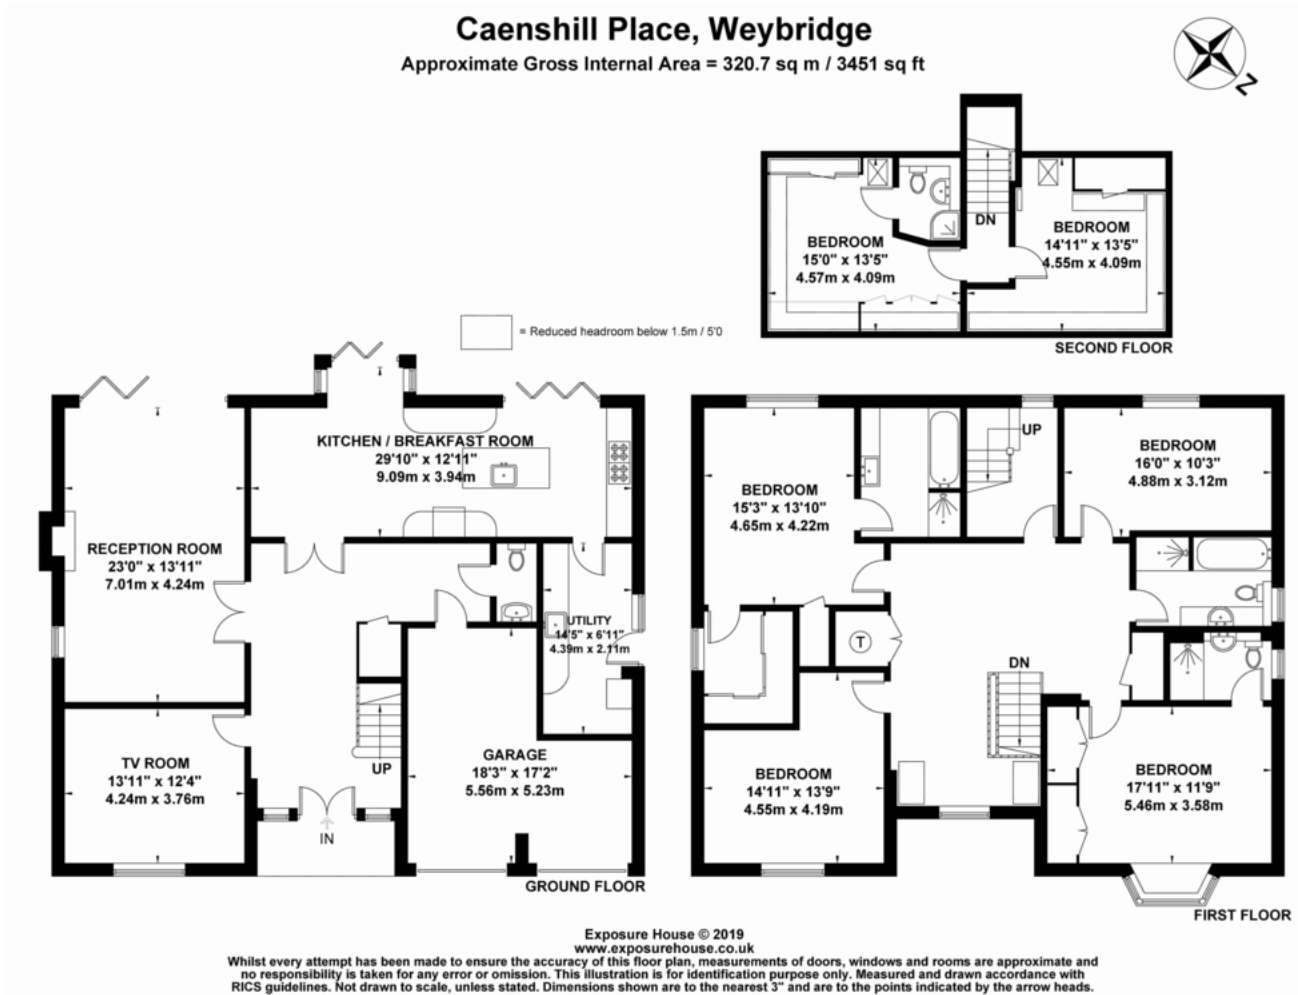 Caenshill Place, Weybridge
Approximate Gross Internal Area = 320.7 sq m / 3451 sq ft
Z
DN
BEDROOM
15'0" x 13'5"
4.57m x 4.09m
BEDROOM
14'11" x 13'5"
4.55m x 4.09m
SECOND FLOOR
= Reduced headroom below 1.5m / 5'0
KITCHEN / BREAKFAST ROOM
29'10" x 12'11"
9.09m x 3.94m
RECEPTION ROOM
23'0" x 13'11"
7.01m x 4.24m
UTILITY
14'5" x 6'11"
4.39m x 2.11m
TV ROOM
13'11" x 12'4"
4.24m x 3.76m
UP
GARAGE
18'3" x 17'2"
5.56m x 5.23m
IN
GROUND FLOOR
UP
BEDROOM
16'0" x 10'3"
4.88m x 3.12m
BEDROOM
15'3" x 13'10"
4.65m x 4.22m
T
DN
BEDROOM
14'11" x 13'9"
4.55m x 4.19m
BEDROOM
17'11" x 11'9"
5.46m x 3.58m
FIRST FLOOR
Exposure House © 2019
www.exposurehouse.co.uk
Whilst every attempt has been made to ensure the accuracy of this floor plan, measurements of doors, windows and rooms are approximate and
no responsibility is taken for any error or omission. This illustration is for identification purpose only. Measured and drawn accordance with
RICS guidelines. Not drawn to scale, unless stated. Dimensions shown are to the nearest 3" and are to the points indicated by the arrow heads.